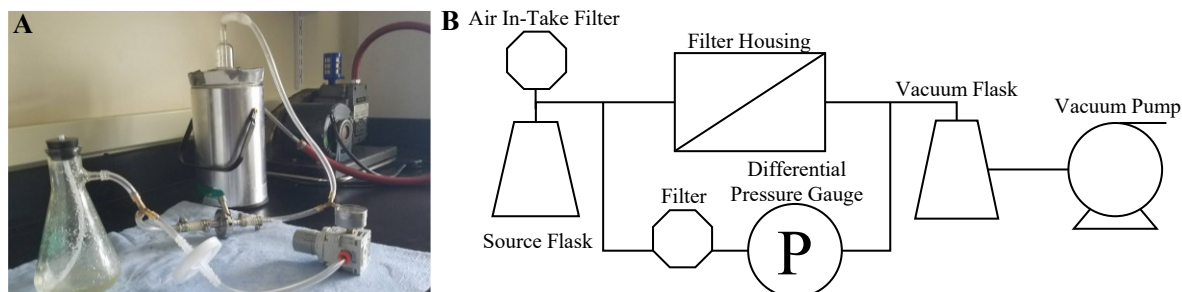 A
B
Air In-Take Filter
Filter Housing
Vacuum Flask
Vacuum Pump
Differential
Pressure Gauge
Filter
Source Flask
P